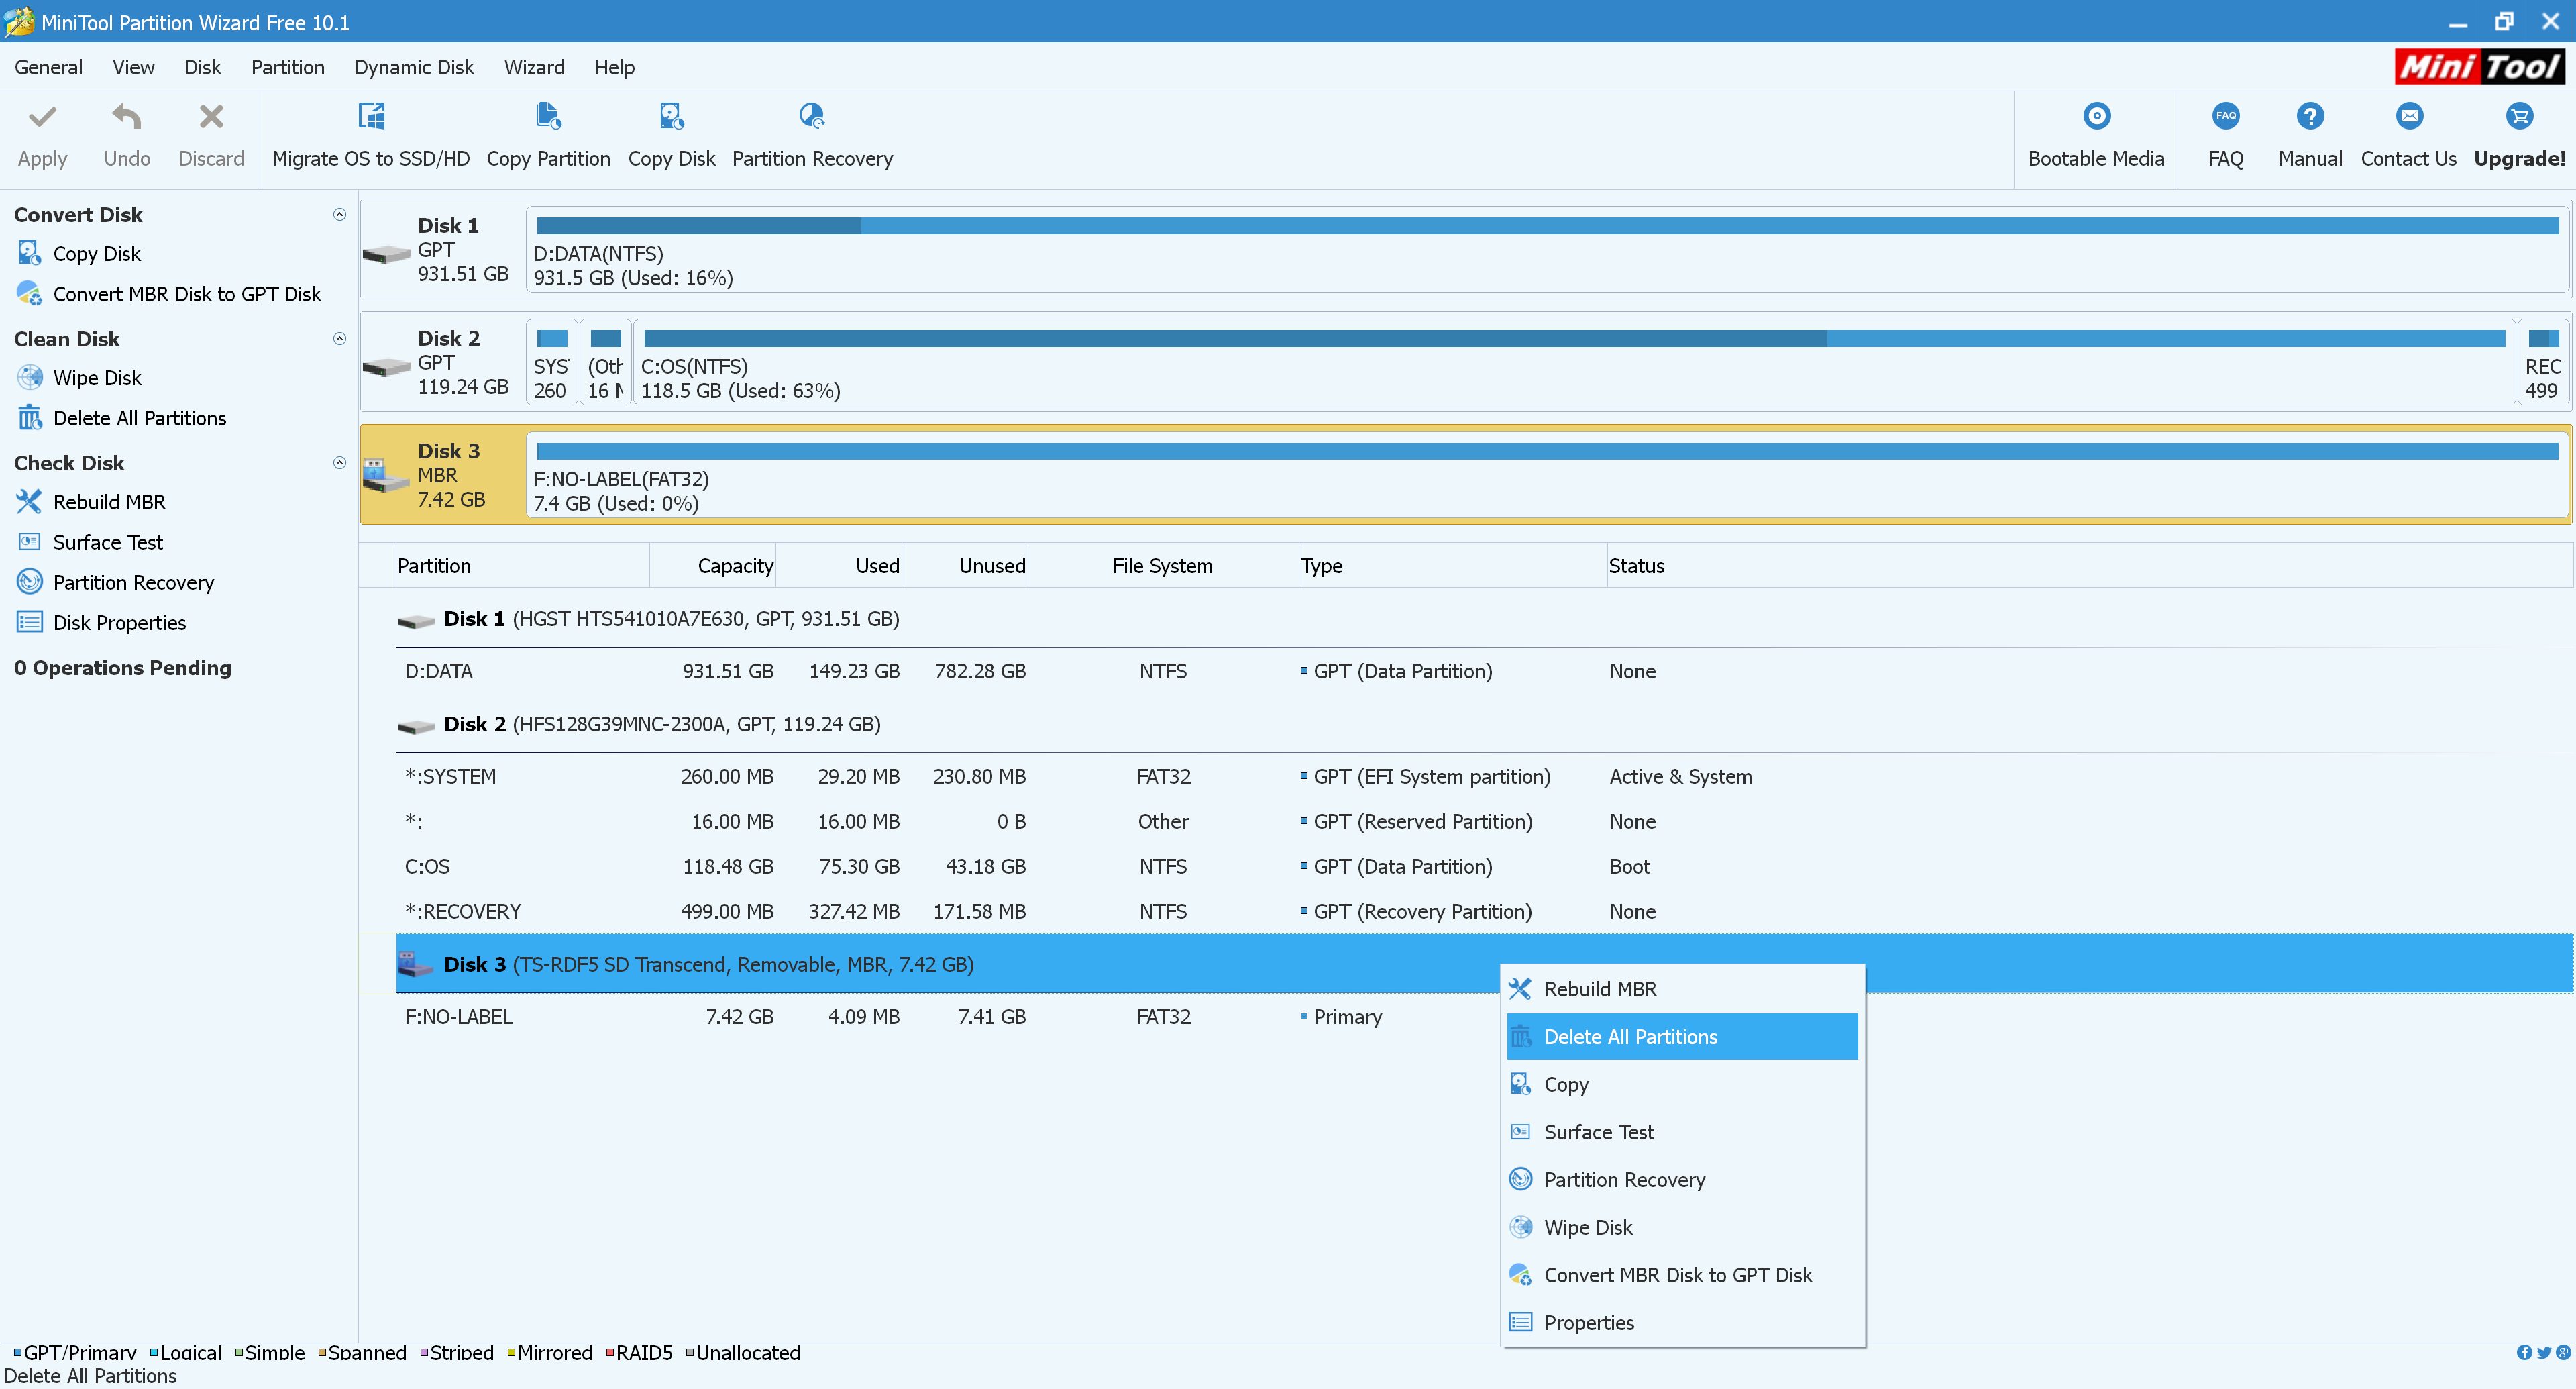 MiniTool Partition Wizard Free 10.1
General View Disk Partition Dynamic Disk Wizard Help
Mini Tool
Apply Undo Discard Migrate OS to SSD/HD Copy Partition Copy Disk Partition Recovery Bootable Media FAQ FAQ Manual Contact Us Upgrade!
Convert Disk
Copy Disk
Convert MBR Disk to GPT Disk
Clean Disk
Wipe Disk
Delete All Partitions
Check Disk
Rebuild MBR
Surface Test
Partition Recovery
Disk Properties
0 Operations Pending
Disk 1
GPT
931.51 GB
D:DATA(NTFS)
931.5 GB (Used: 16%)
Disk 2
GPT
119.24 GB
SYS
260
(Oth
16 M
C:OS(NTFS)
118.5 GB (Used: 63%)
REC
499
Disk 3
MBR
7.42 GB
F:NO-LABEL(FAT32)
7.4 GB (Used: 0%)
Partition Capacity Used Unused File System Type Status
Disk 1 (HGST HTS541010A7E630, GPT, 931.51 GB)
D:DATA 931.51 GB 149.23 GB 782.28 GB NTFS GPT (Data Partition) None
Disk 2 (HFS128G39MNC-2300A, GPT, 119.24 GB)
*:SYSTEM 260.00 MB 29.20 MB 230.80 MB FAT32 GPT (EFI System partition) Active & System
*: 16.00 MB 16.00 MB 0 B Other GPT (Reserved Partition) None
C:OS 118.48 GB 75.30 GB 43.18 GB NTFS GPT (Data Partition) Boot
*:RECOVERY 499.00 MB 327.42 MB 171.58 MB NTFS GPT (Recovery Partition) None
Disk 3 (TS-RDF5 SD Transcend, Removable, MBR, 7.42 GB)
F:NO-LABEL 7.42 GB 4.09 MB 7.41 GB FAT32 Primary
Rebuild MBR
Delete All Partitions
Copy
Surface Test
Partition Recovery
Wipe Disk
Convert MBR Disk to GPT Disk
Properties
GPT/Primary Logical Simple Spanned Striped Mirrored RAID5 Unallocated
Delete All Partitions